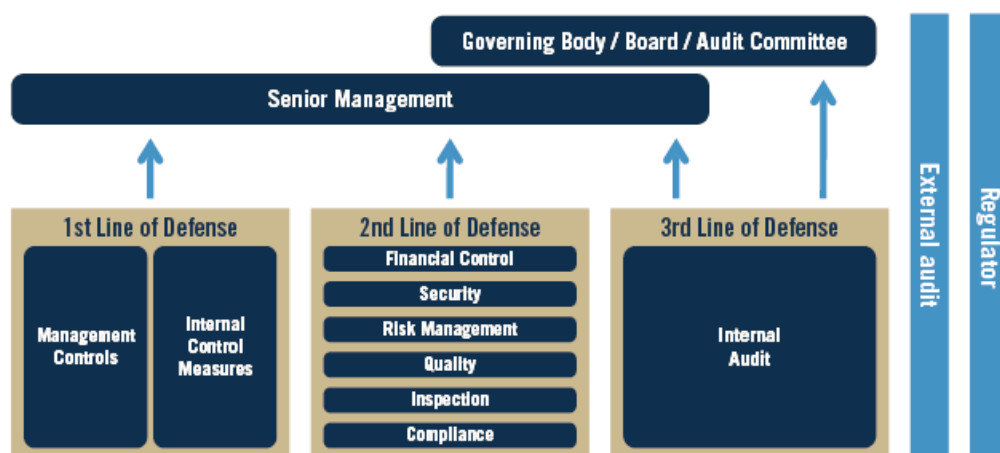 Governing Body / Board / Audit Committee
Senior Management
1st Line of Defense
Management
Controls
Internal
Control
Measures
2nd Line of Defense
Financial Control
Security
Risk Management
Quality
Inspection
Compliance
3rd Line of Defense
Internal
Audit
External audit
Regulator